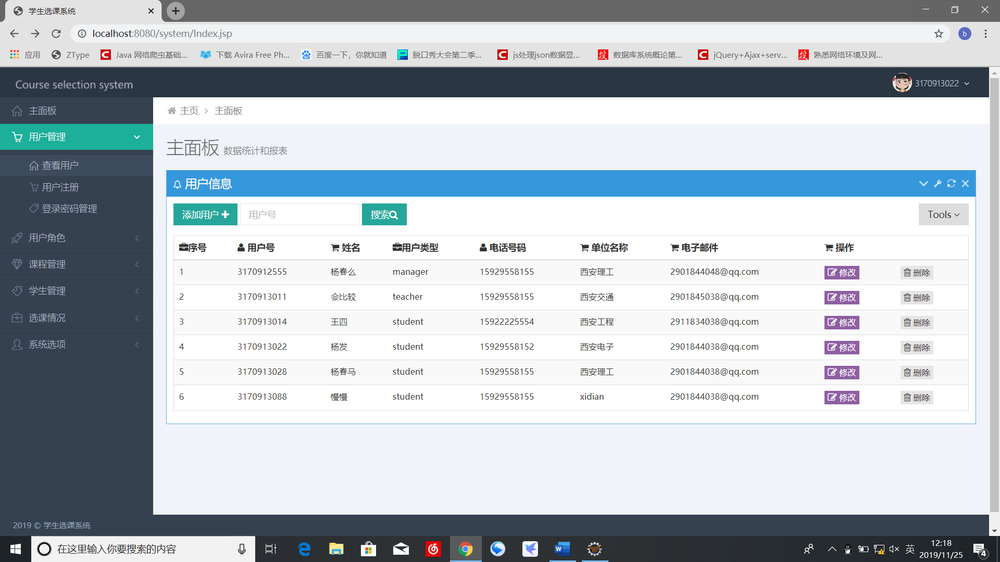 学生选课系统
localhost:8080/system/Index.jsp
应用 ZType Java 网络爬虫基础... 下载 Avira Free Ph... 百度一下，你就知道 脱口秀大会第二季... js处理json数据显... 数据库系统概论第... jQuery+Ajax+serv... 熟悉网络环境及网...
b
Course selection system
3170913022
主面板
用户管理
查看用户
用户注册
登录密码管理
用户角色
课程管理
学生管理
选课情况
系统选项
主页 > 主面板
主面板 数据统计和报表
用户信息
添加用户 用户号 搜索 Tools
序号 用户号 姓名 用户类型 电话号码 单位名称 电子邮件 操作
1 3170912555 杨春么 manager 15929558155 西安理工 2901844048@qq.com 修改 删除
2 3170913011 会比较 teacher 15929558155 西安交通 2901845038@qq.com 修改 删除
3 3170913014 王四 student 15922225554 西安工程 2911834038@qq.com 修改 删除
4 3170913022 杨发 student 15929558152 西安电子 2901844038@qq.com 修改 删除
5 3170913028 杨春马 student 15929558155 西安理工 2901844038@qq.com 修改 删除
6 3170913088 慢慢 student 15929558155 xidian 2901844038@qq.com 修改 删除
2019 © 学生选课系统
在这里输入你要搜索的内容
英
12:18
2019/11/25
4